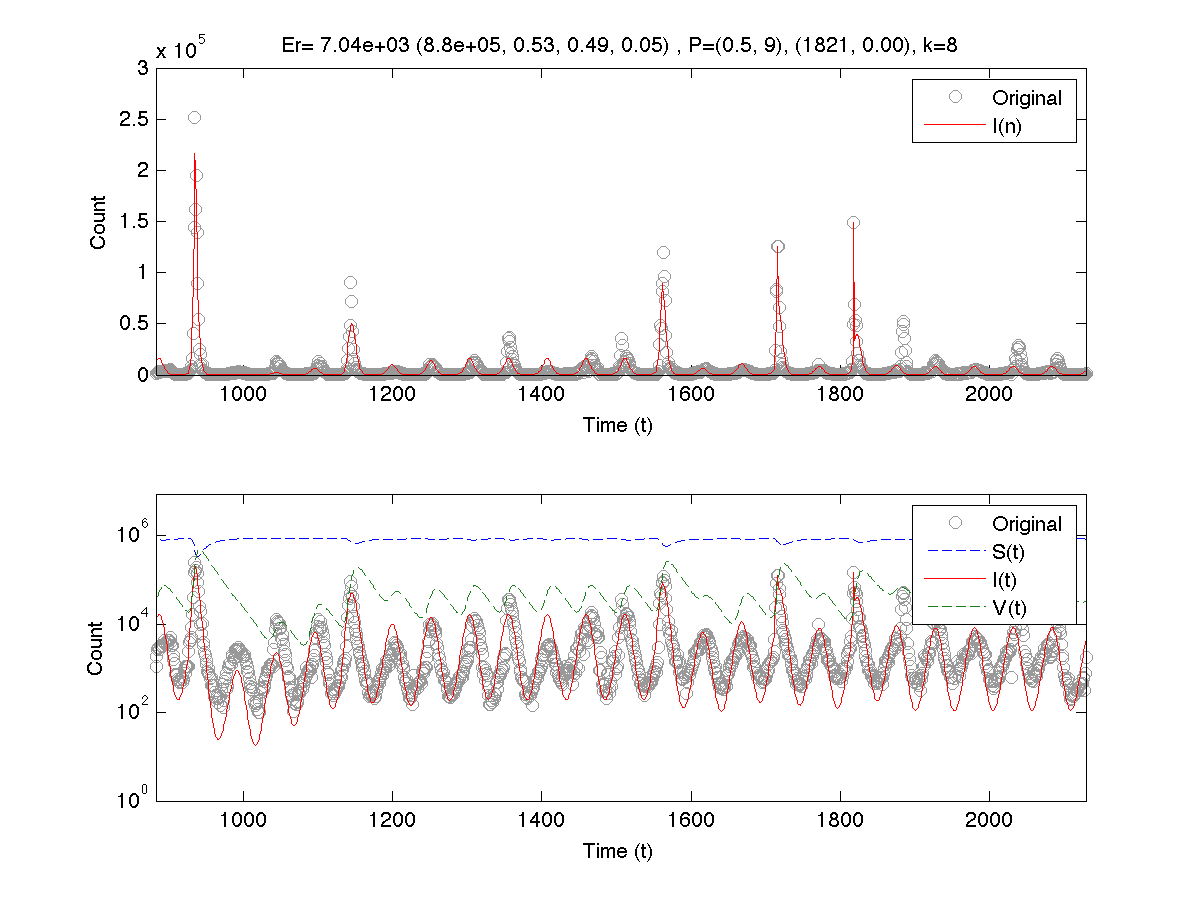 Er= 7.04e+03 (8.8e+05, 0.53, 0.49, 0.05) , P=(0.5, 9), (1821, 0.00), k=8
x 10^5
3
2.5
2
1.5
1
0.5
0
Count
1000 1200 1400 1600 1800 2000
Time (t)
Original
I(n)
10^6
10^4
10^2
10^0
Count
1000 1200 1400 1600 1800 2000
Time (t)
Original
S(t)
I(t)
V(t)